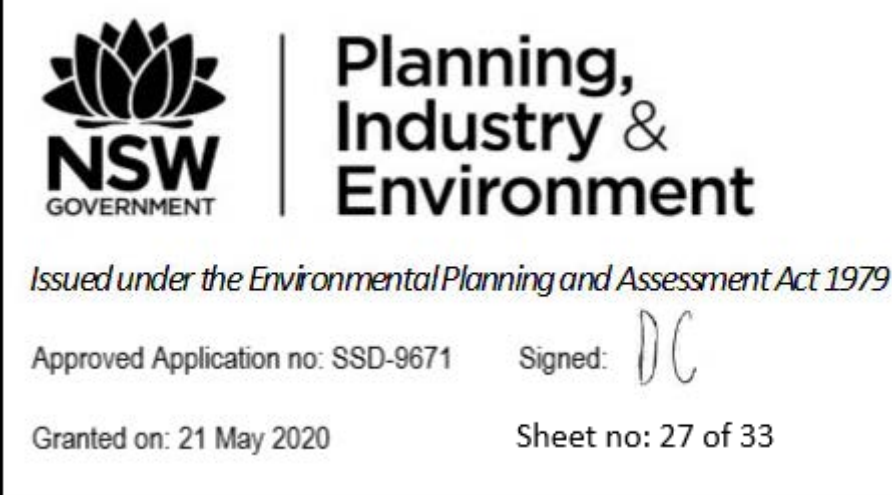 NSW
GOVERNMENT
Planning,
Industry &
Environment
Issued under the Environmental Planning and Assessment Act 1979
Approved Application no: SSD-9671 Signed: DC
Granted on: 21 May 2020 Sheet no: 27 of 33